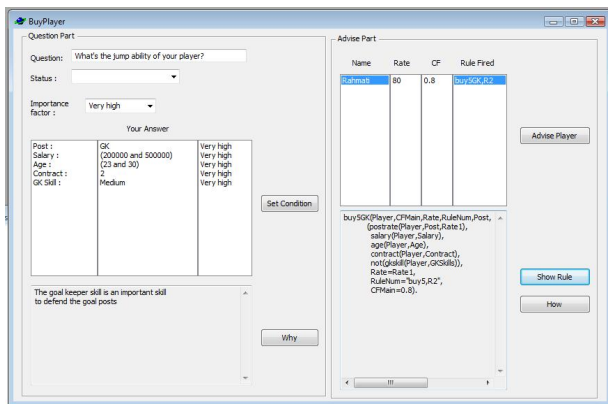 BuyPlayer
Question Part
Question: What's the jump ability of your player?
Status :
Importance factor : Very high
Your Answer
Post : GK Very high
Salary : (200000 and 500000) Very high
Age : (23 and 30) Very high
Contract : 2 Very high
GK Skill : Medium Very high
Set Condition
The goal keeper skill is an important skill
to defend the goal posts
Why
Advise Part
Name Rate CF Rule Fired
Rahmati 80 0.8 buy5GK,R2
Advise Player
buy5GK(Player,CFMain,Rate,RuleNum,Post,
(postrate(Player,Post,Rate1),
salary(Player,Salary),
age(Player,Age),
contract(Player,Contract),
not(gkskill(Player,GKSkills)),
Rate=Rate1,
RuleNum="buy5,R2",
CFMain=0.8).
Show Rule
How